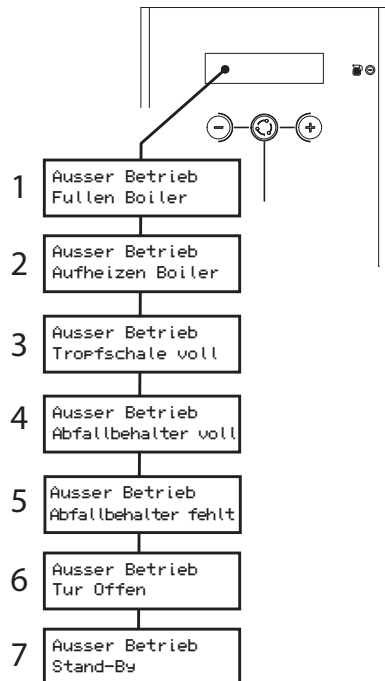 1
Ausser Betrieb
Fullen Boiler
2
Ausser Betrieb
Aufheizen Boiler
3
Ausser Betrieb
Tropfschale voll
4
Ausser Betrieb
Abfallbehalter voll
5
Ausser Betrieb
Abfallbehalter fehlt
6
Ausser Betrieb
Tur Offen
7
Ausser Betrieb
Stand-By